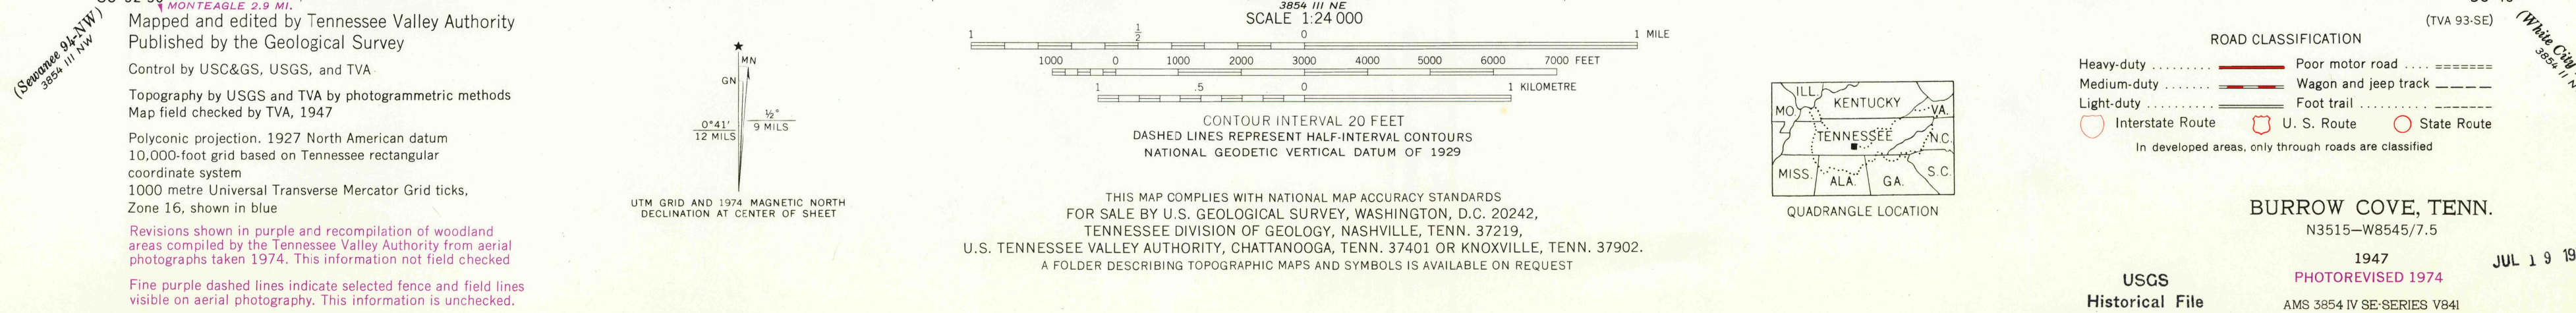 MONTEAGLE 2.9 MI.
(Sewanee 94-NW)
3854 III NW
Mapped and edited by Tennessee Valley Authority
Published by the Geological Survey
Control by USC&GS, USGS, and TVA
Topography by USGS and TVA by photogrammetric methods
Map field checked by TVA, 1947
Polyconic projection. 1927 North American datum
10,000-foot grid based on Tennessee rectangular
coordinate system
1000 metre Universal Transverse Mercator Grid ticks,
Zone 16, shown in blue
Revisions shown in purple and recompilation of woodland
areas compiled by the Tennessee Valley Authority from aerial
photographs taken 1974. This information not field checked
Fine purple dashed lines indicate selected fence and field lines
visible on aerial photography. This information is unchecked.
★
MN
GN
0°41'
12 MILS
½°
9 MILS
UTM GRID AND 1974 MAGNETIC NORTH
DECLINATION AT CENTER OF SHEET
3854 III NE
SCALE 1:24 000
1 ½ 0 1 MILE
1000 0 1000 2000 3000 4000 5000 6000 7000 FEET
1 .5 0 1 KILOMETRE
CONTOUR INTERVAL 20 FEET
DASHED LINES REPRESENT HALF-INTERVAL CONTOURS
NATIONAL GEODETIC VERTICAL DATUM OF 1929
THIS MAP COMPLIES WITH NATIONAL MAP ACCURACY STANDARDS
FOR SALE BY U.S. GEOLOGICAL SURVEY, WASHINGTON, D.C. 20242,
TENNESSEE DIVISION OF GEOLOGY, NASHVILLE, TENN. 37219,
U.S. TENNESSEE VALLEY AUTHORITY, CHATTANOOGA, TENN. 37401 OR KNOXVILLE, TENN. 37902.
A FOLDER DESCRIBING TOPOGRAPHIC MAPS AND SYMBOLS IS AVAILABLE ON REQUEST
ILL.
KENTUCKY
MO.
VA.
TENNESSEE
N.C.
MISS.
ALA.
GA.
S.C.
QUADRANGLE LOCATION
(TVA 93-SE)
(White City
3854 II N
ROAD CLASSIFICATION
Heavy-duty ......... Poor motor road ....
Medium-duty ....... Wagon and jeep track
Light-duty .......... Foot trail ..........
Interstate Route U. S. Route State Route
In developed areas, only through roads are classified
BURROW COVE, TENN.
N3515—W8545/7.5
1947
PHOTOREVISED 1974
AMS 3854 IV SE-SERIES V841
USGS
Historical File
JUL 19 19